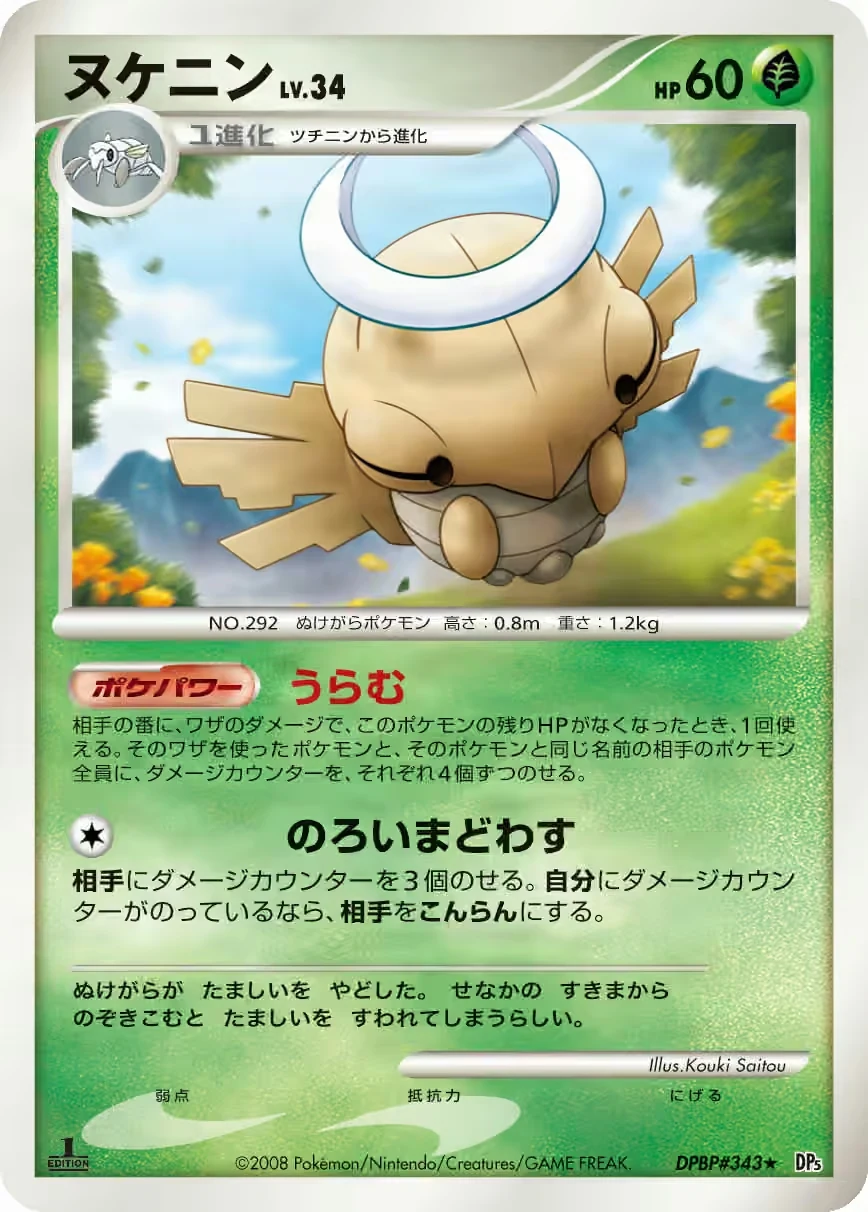 ヌケニン LV.34 HP60
1進化 ツチニンから進化
NO.292 ぬけがらポケモン 高さ：0.8m 重さ：1.2kg
ポケパワー うらむ
相手の番に、ワザのダメージで、このポケモンの残りHPがなくなったとき、1回使
える。そのワザを使ったポケモンと、そのポケモンと同じ名前の相手のポケモン
全員に、ダメージカウンターを、それぞれ4個ずつのせる。
のろいまどわす
相手にダメージカウンターを3個のせる。自分にダメージカウン
ターがのっているなら、相手をこんらんにする。
ぬけがらが たましいを やどした。 せなかの すきまから
のぞきこむと たましいを すわれてしまうらしい。
Illus.Kouki Saitou
弱点 抵抗力 にげる
1 EDITION ©2008 Pokémon/Nintendo/Creatures/GAME FREAK. DPBP#343★ DP5